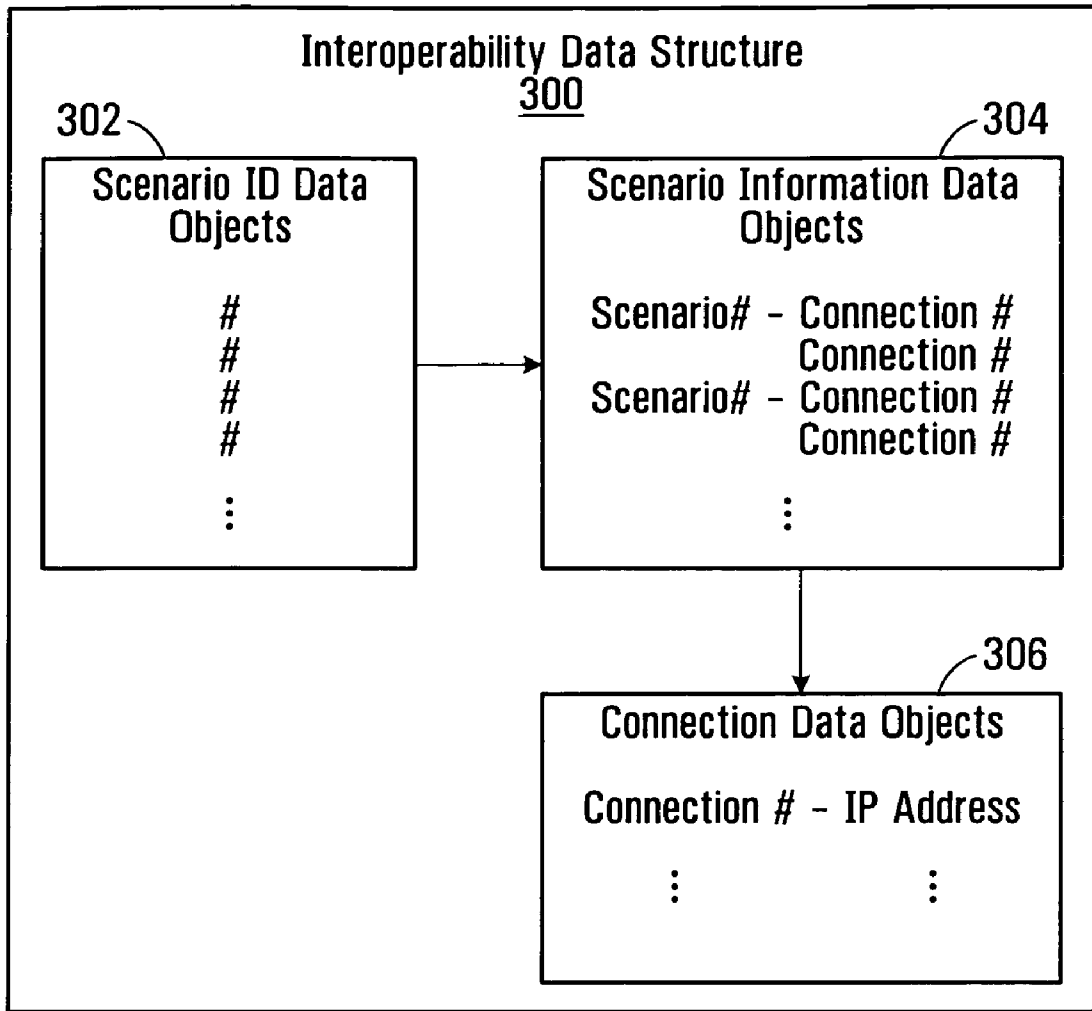 Interoperability Data Structure
300
302
Scenario ID Data
Objects
#
#
#
#
⋮
304
Scenario Information Data
Objects
Scenario# - Connection #
Connection #
Scenario# - Connection #
Connection #
⋮
306
Connection Data Objects
Connection # - IP Address
⋮ ⋮